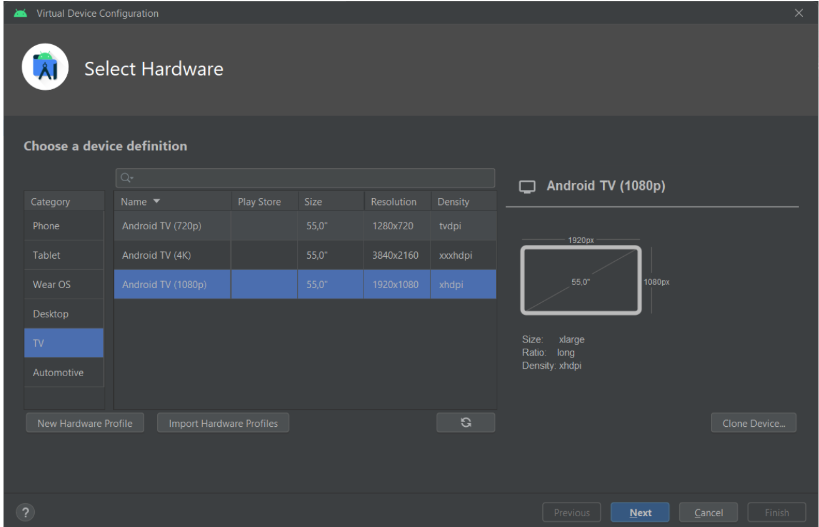 Virtual Device Configuration
Select Hardware
Choose a device definition
Category
Phone
Tablet
Wear OS
Desktop
TV
Automotive
Name Play Store Size Resolution Density
Android TV (720p) 55,0" 1280x720 tvdpi
Android TV (4K) 55,0" 3840x2160 xxxhdpi
Android TV (1080p) 55,0" 1920x1080 xhdpi
New Hardware Profile Import Hardware Profiles
Android TV (1080p)
1920px
55,0"
1080px
Size: xlarge
Ratio: long
Density: xhdpi
Clone Device...
? Previous Next Cancel Finish